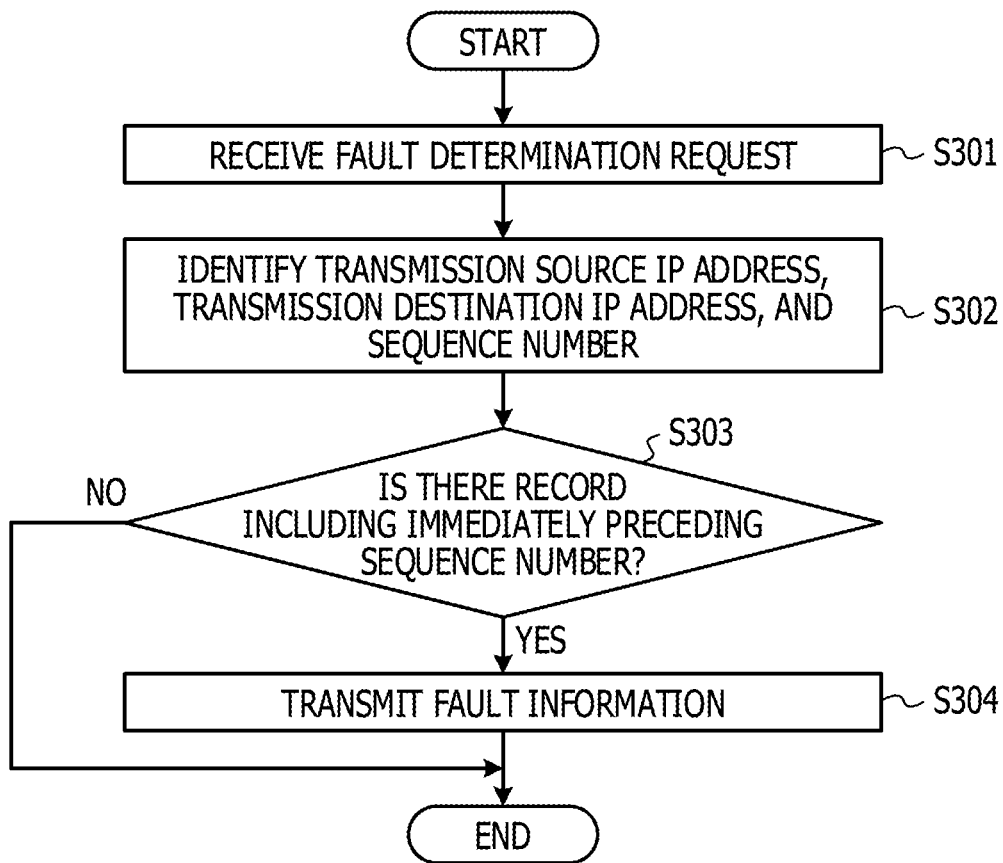 START
RECEIVE FAULT DETERMINATION REQUEST
S301
IDENTIFY TRANSMISSION SOURCE IP ADDRESS,
TRANSMISSION DESTINATION IP ADDRESS, AND
SEQUENCE NUMBER
S302
S303
IS THERE RECORD
INCLUDING IMMEDIATELY PRECEDING
SEQUENCE NUMBER?
NO
YES
TRANSMIT FAULT INFORMATION
S304
END